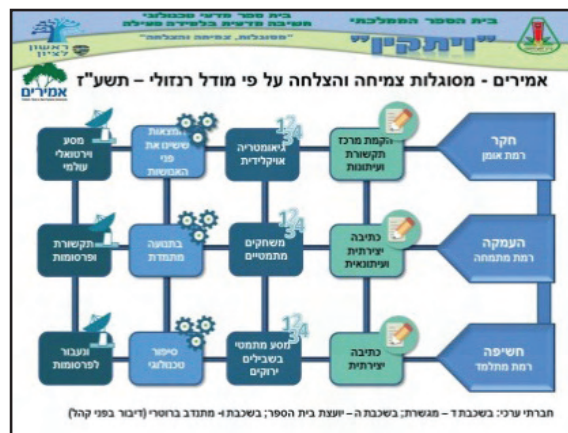 בית הספר הממלכתי
"ויתקין"
בית ספר מדעי טכנולוגי
חשיבה מדעית בלמידה פעילה
"מסוגלות, צמיחה והצלחה"
ראשון
לציון
אמירים
אמירים - מסוגלות צמיחה והצלחה על פי מודל רנזולי – תשע"ז
חקר
רמת אומן
הקמת מרכז
תקשורת
ועיתונות
גיאומטריה
אויקלידית
המצאות
ששינו את
פני
האנושות
מסע
וירטואלי
עולמי
העמקה
רמת מתמחה
כתיבה
יצירתית
ועיתונאית
משחקים
מתמטיים
בתנועה
מתמדת
תקשורת
ופרסומות
חשיפה
רמת מתלמד
כתיבה
יצירתית
מסע מתמטי
בשבילים
ירוקים
סיפור
טכנולוגי
ונעבור
לפרסומות
חברתי ערכי: בשכבת ד – מגשרת; בשכבת ה – יועצת בית הספר; בשכבת ו- מתנדב ברוטרי (דיבור בפני קהל)